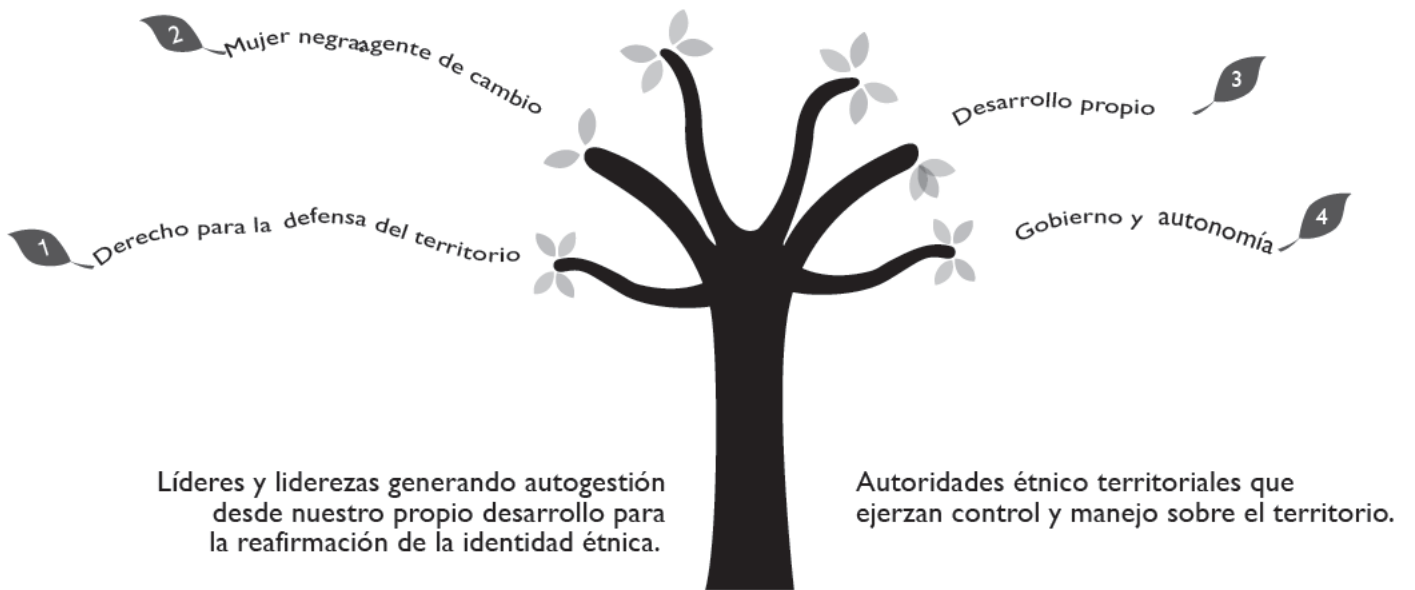 2 Mujer negra agente de cambio
1 Derecho para la defensa del territorio
3 Desarrollo propio
4 Gobierno y autonomía
Líderes y liderezas generando autogestión
desde nuestro propio desarrollo para
la reafirmación de la identidad étnica.
Autoridades étnico territoriales que
ejerzan control y manejo sobre el territorio.